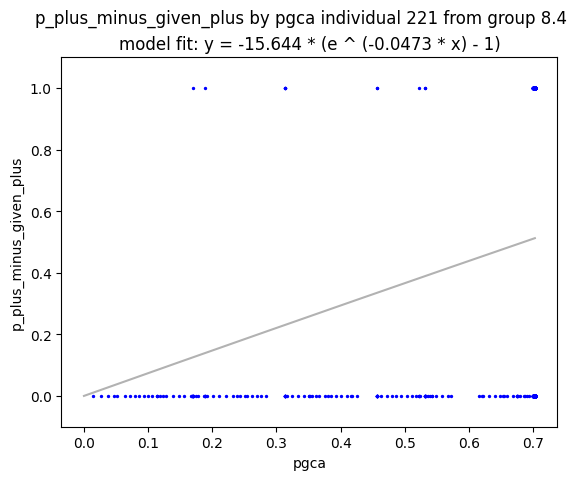 p_plus_minus_given_plus by pgca individual 221 from group 8.4
model fit: y = -15.644 * (e ^ (-0.0473 * x) - 1)
1.0
0.8
0.6
0.4
0.2
0.0
p_plus_minus_given_plus
0.0 0.1 0.2 0.3 0.4 0.5 0.6 0.7
pgca